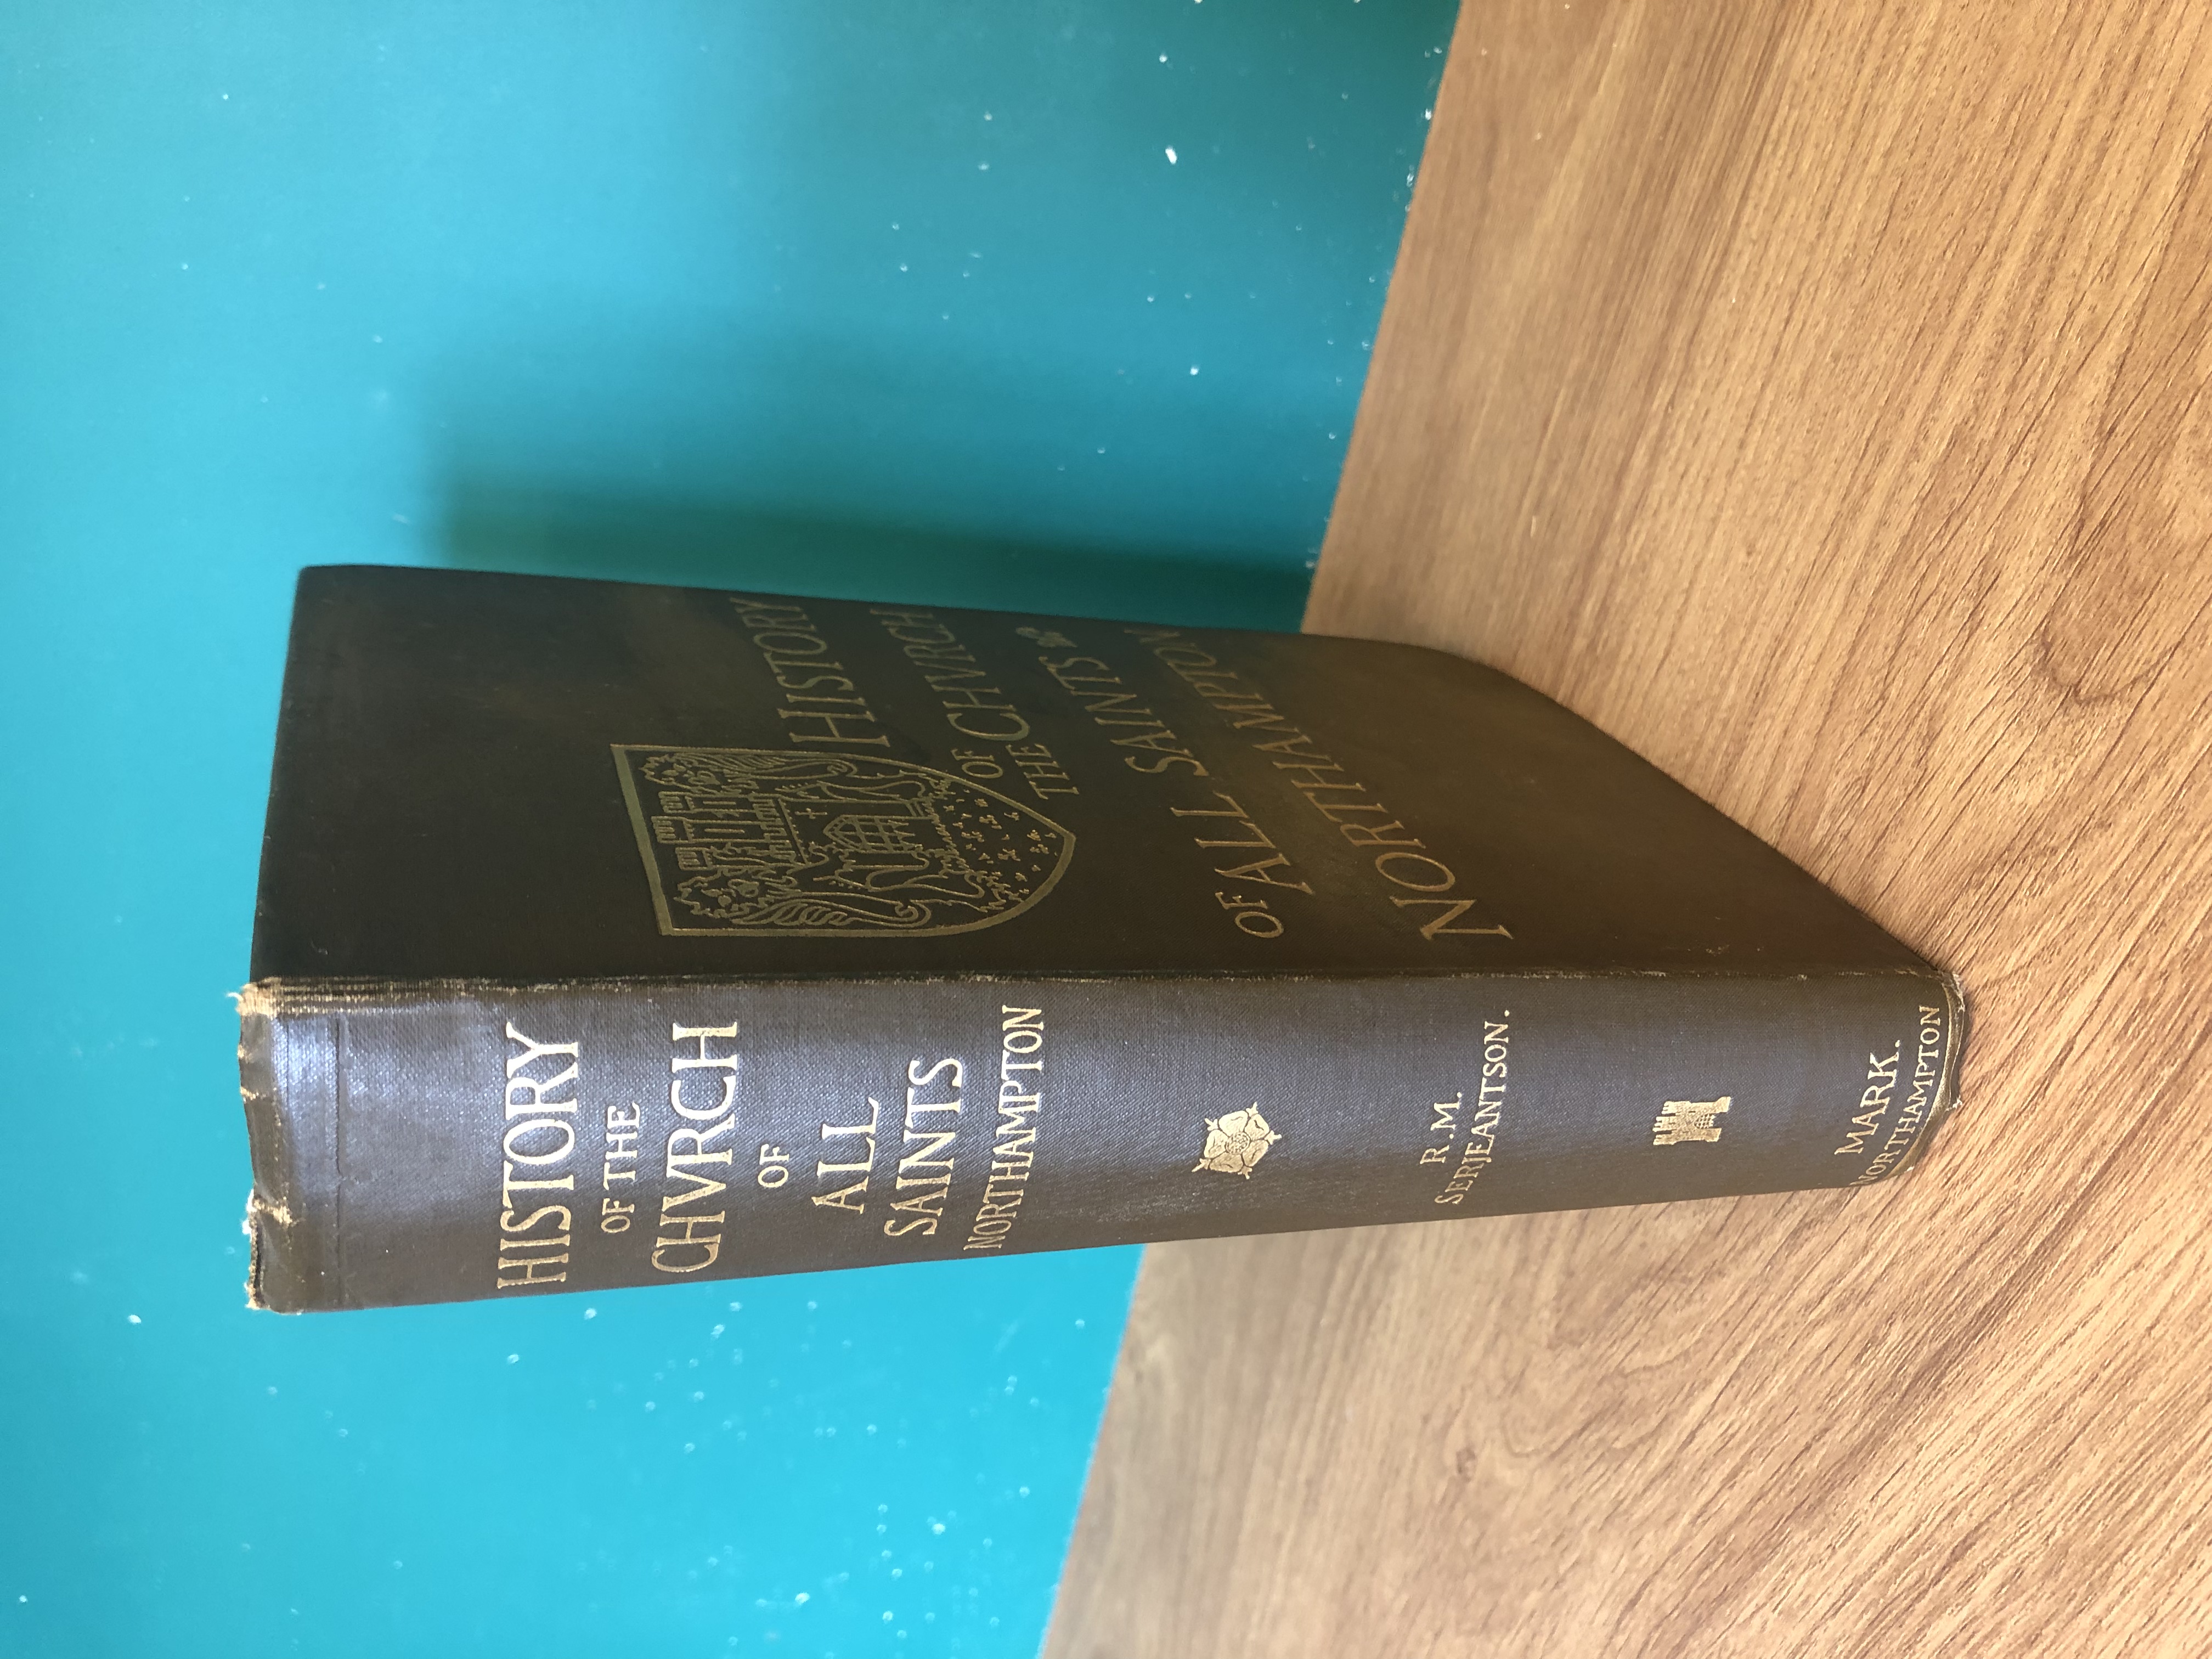 HISTORY
OF THE
CHVRCH
OF
ALL
SAINTS
NORTHAMPTON
R.M.
SERJEANTSON.
MARK.
NORTHAMPTON
HISTORY
OF
THE CHVRCH
OF ALL SAINTS
NORTHAMPTON